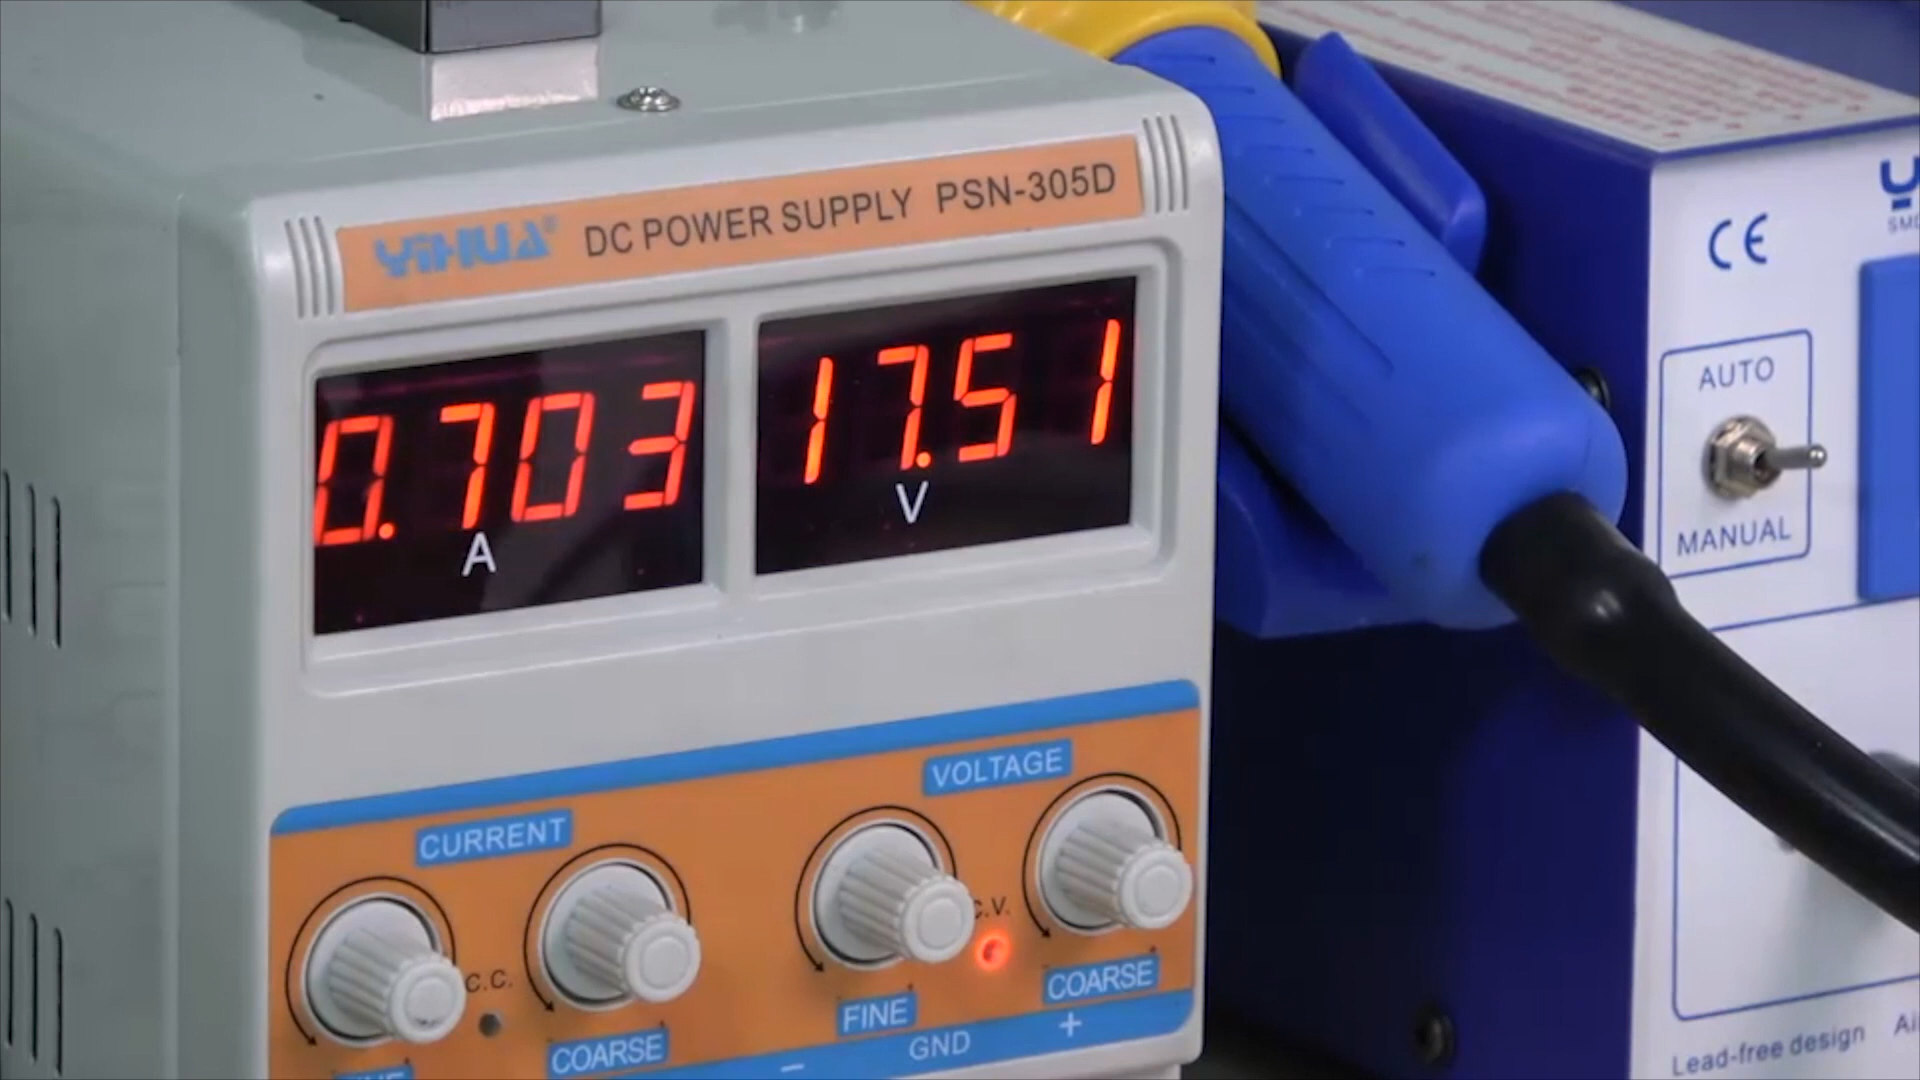 YIHUA® DC POWER SUPPLY PSN-305D
0.703
A
17.51
V
CURRENT
VOLTAGE
C.C.
C.V.
COARSE
FINE
COARSE
GND
- +
CE
AUTO
MANUAL
Lead-free design